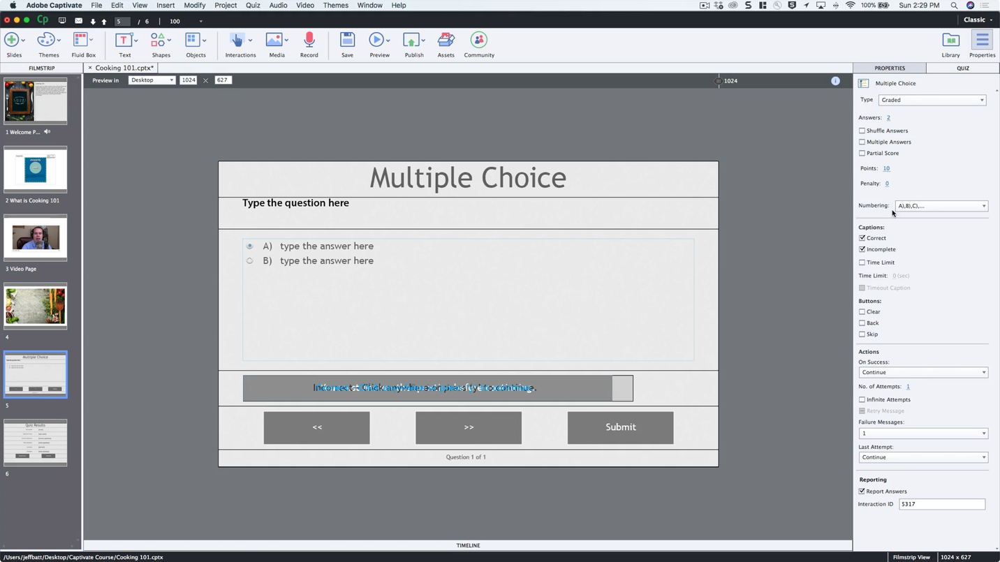 Adobe Captivate File Edit View Insert Modify Project Quiz Audio Video Themes Window Help 100% Sun 2:29 PM
Cp 5 / 6 100 Classic
Slides Themes Fluid Box Text Shapes Objects Interactions Media Record Save Preview Publish Assets Community Library Properties
FILMSTRIP × Cooking 101.cptx* PROPERTIES QUIZ
Preview in Desktop 1024 × 627 1024
Multiple Choice
Type Graded
Answers: 2
Shuffle Answers
Multiple Answers
Partial Score
Points: 10
Penalty: 0
Numbering: A),B),C),...
Captions:
Correct
Incomplete
Time Limit
Time Limit: 0 (sec)
Timeout Caption
Buttons:
Clear
Back
Skip
Actions
On Success:
Continue
No. of Attempts: 1
Infinite Attempts
Retry Message
Failure Messages:
1
Last Attempt:
Continue
Reporting
Report Answers
Interaction ID 5317
1 Welcome P...
2 What is Cooking 101
3 Video Page
4
Multiple Choice
5
Quiz Results
6
Multiple Choice
Type the question here
A) type the answer here
B) type the answer here
<< >> Submit
Question 1 of 1
TIMELINE
/Users/jeffbatt/Desktop/Captivate Course/Cooking 101.cptx Filmstrip View 1024 x 627